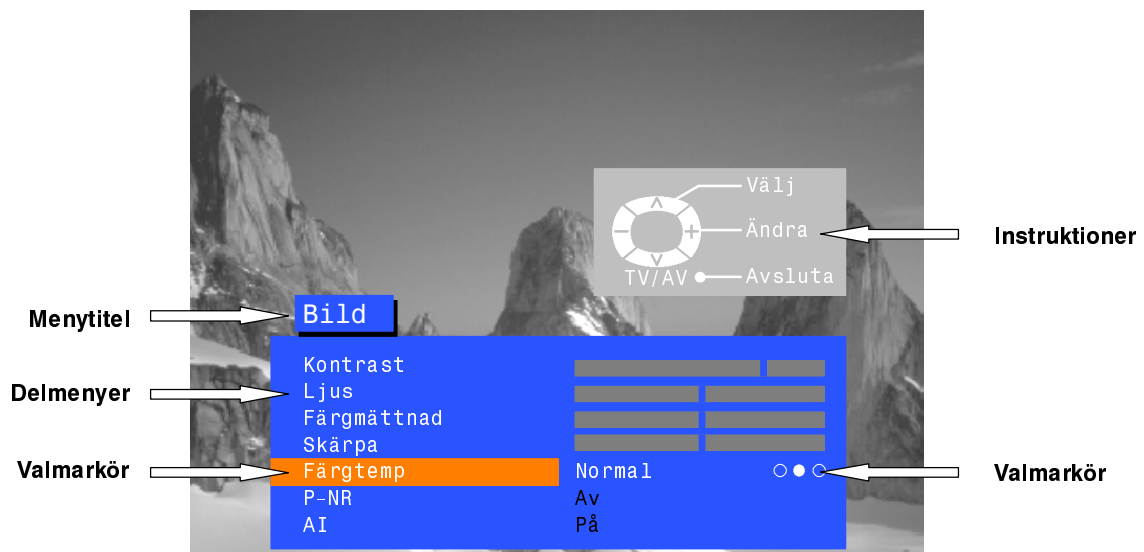 Välj
Ändra
Instruktioner
TV/AV
Avsluta
Menytitel
Bild
Kontrast
Delmenyer
Ljus
Färgmättnad
Skärpa
Valmarkör
Färgtemp
Normal
Valmarkör
P-NR
Av
AI
På